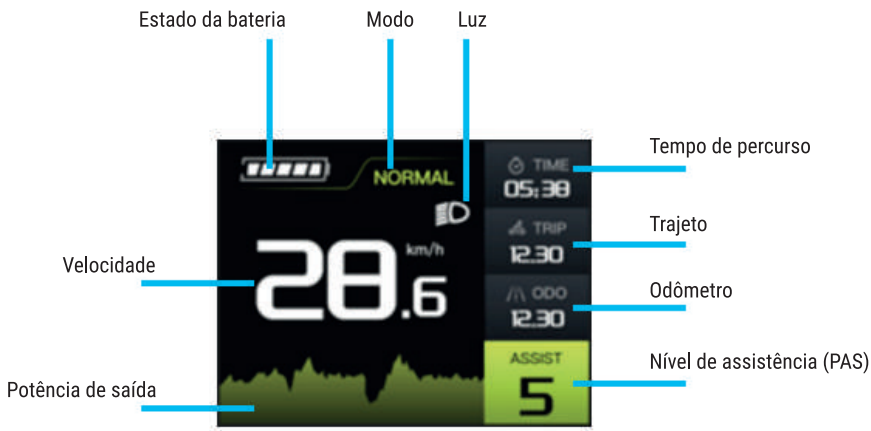 Estado da bateria
Modo
Luz
NORMAL
TIME
05:38
Tempo de percurso
TRIP
12.30
Trajeto
Velocidade
km/h
28.6
ODO
12.30
Odômetro
ASSIST
5
Nível de assistência (PAS)
Potência de saída